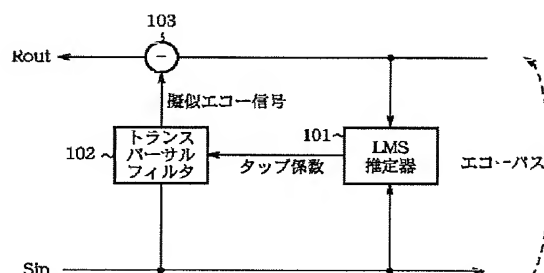 103
Rout
−
擬似エコー信号
101
102
トランス
バーサル
フィルタ
タップ係数
LMS
推定器
エコーパス
Sin